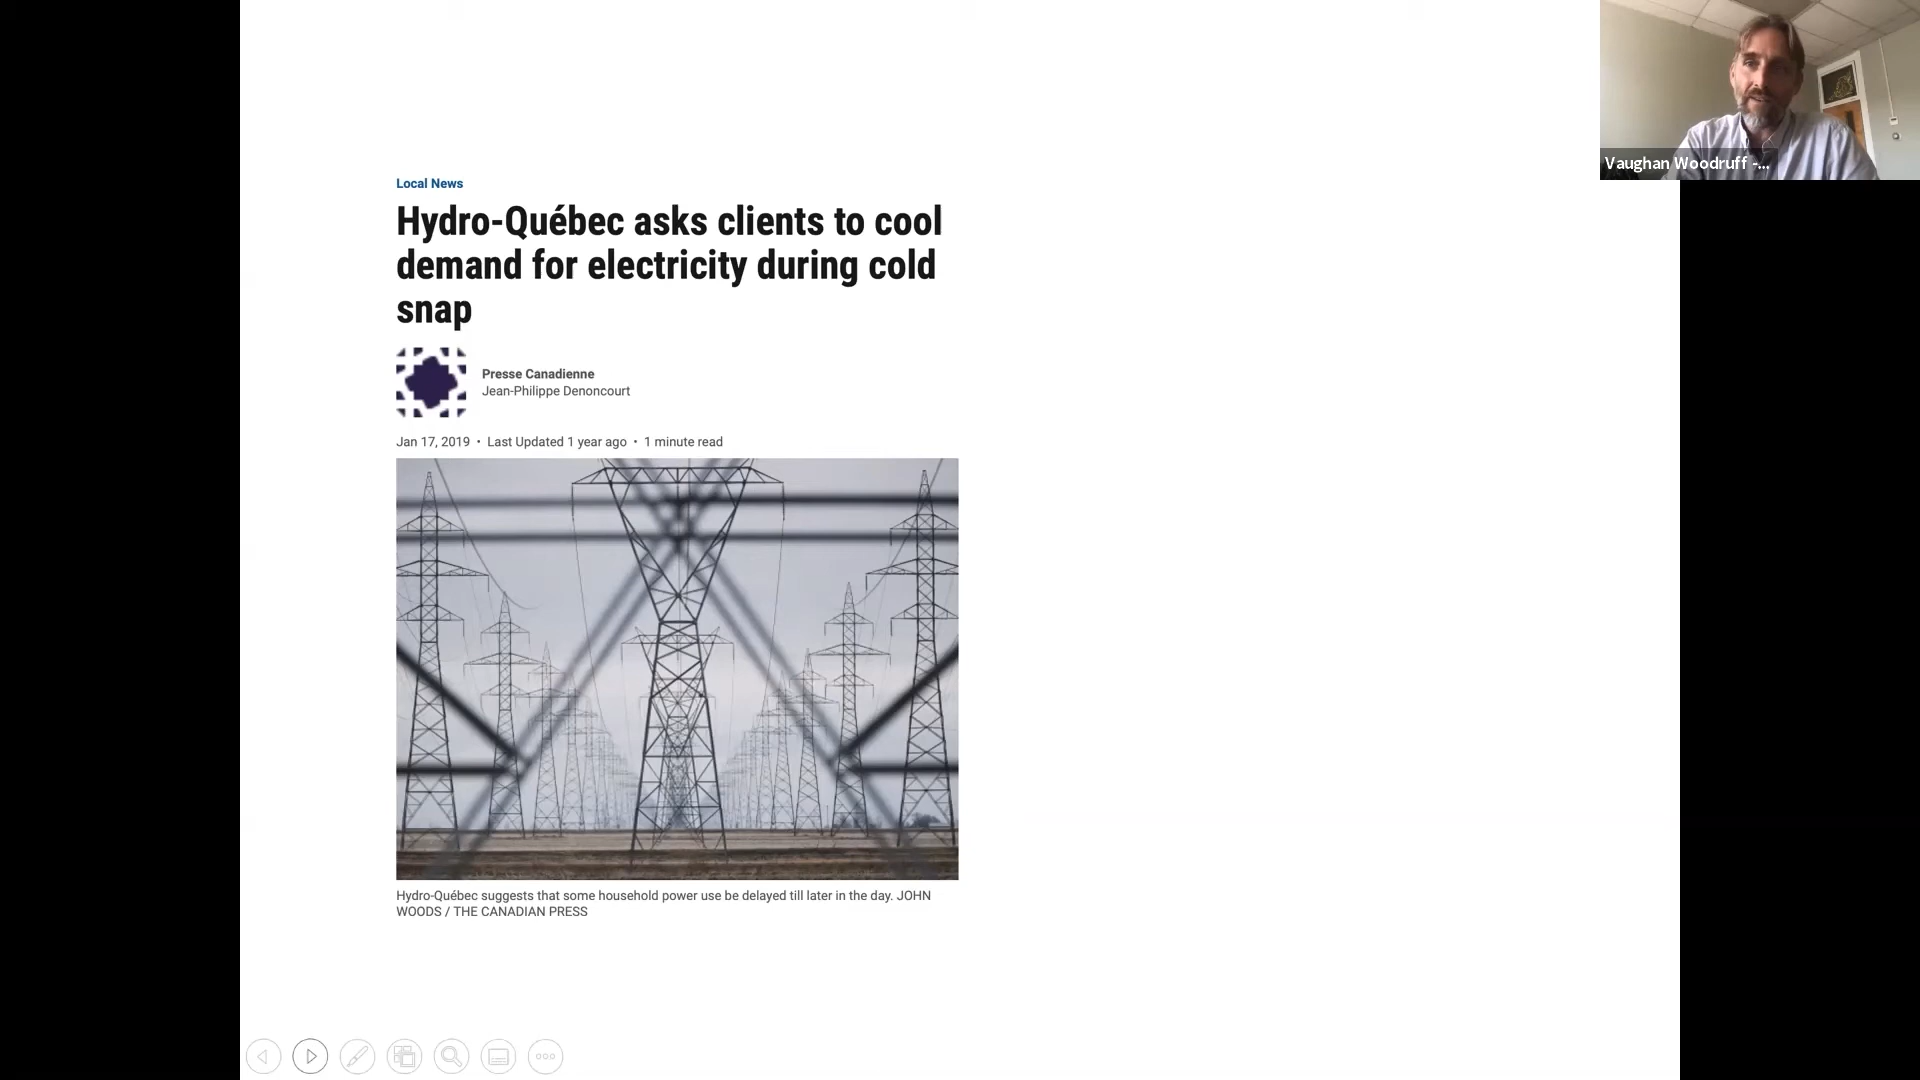 Vaughan Woodruff -...
Local News
Hydro-Québec asks clients to cool
demand for electricity during cold
snap
Presse Canadienne
Jean-Philippe Denoncourt
Jan 17, 2019 • Last Updated 1 year ago • 1 minute read
Hydro-Québec suggests that some household power use be delayed till later in the day. JOHN
WOODS / THE CANADIAN PRESS